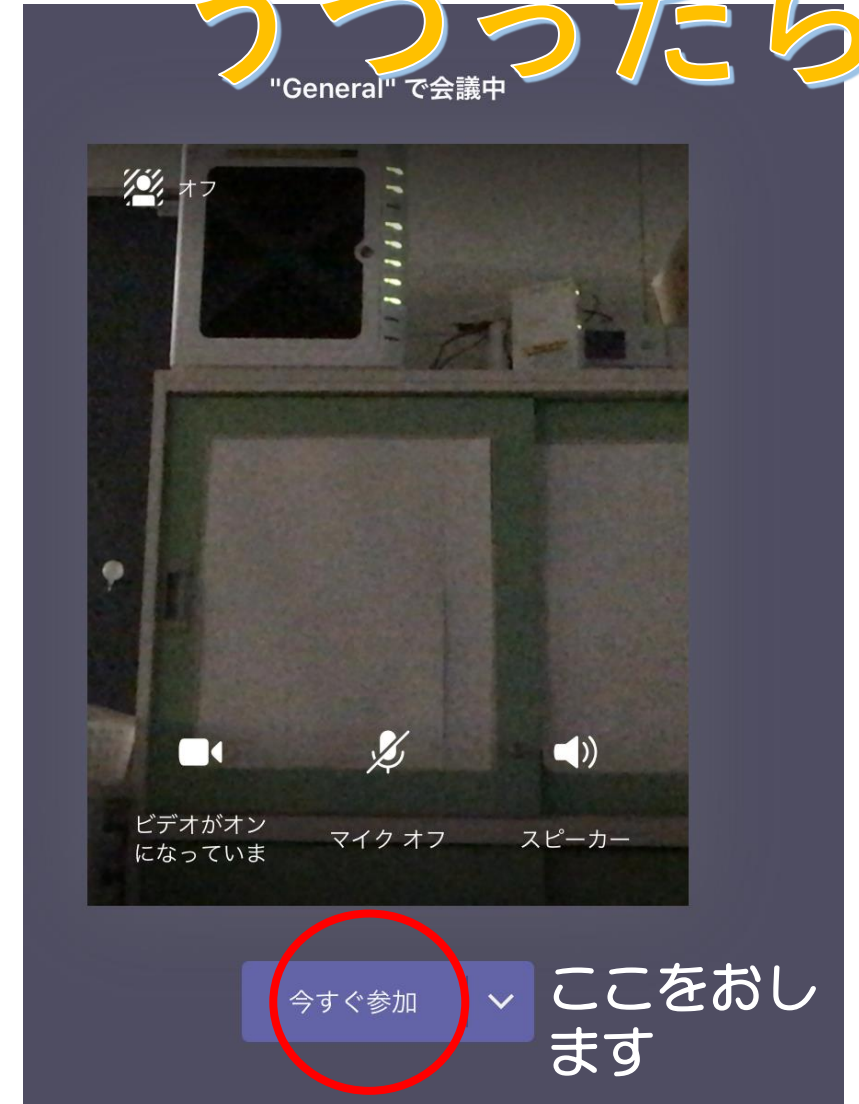 うつったら
"General" で会議中
オフ
ビデオがオン
になっていま
マイク オフ
スピーカー
今すぐ参加
ここをおし
ます